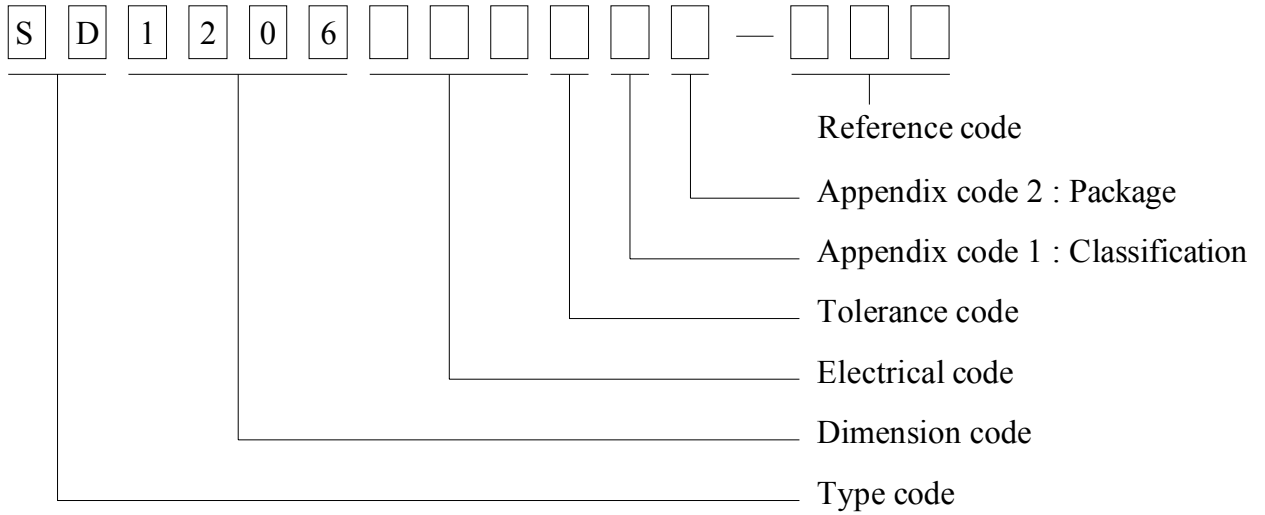 S D 1 2 0 6 —
Reference code
Appendix code 2 : Package
Appendix code 1 : Classification
Tolerance code
Electrical code
Dimension code
Type code